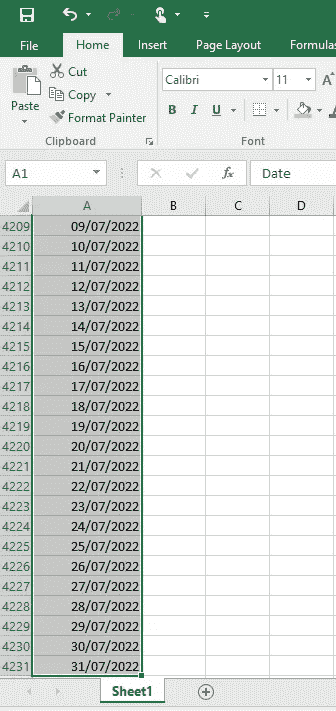 File Home Insert Page Layout Formulas
Cut
Copy
Paste
Format Painter
Calibri 11 A
B I U A
Clipboard Font
A1 fx Date
A B C D
4209 09/07/2022
4210 10/07/2022
4211 11/07/2022
4212 12/07/2022
4213 13/07/2022
4214 14/07/2022
4215 15/07/2022
4216 16/07/2022
4217 17/07/2022
4218 18/07/2022
4219 19/07/2022
4220 20/07/2022
4221 21/07/2022
4222 22/07/2022
4223 23/07/2022
4224 24/07/2022
4225 25/07/2022
4226 26/07/2022
4227 27/07/2022
4228 28/07/2022
4229 29/07/2022
4230 30/07/2022
4231 31/07/2022
Sheet1